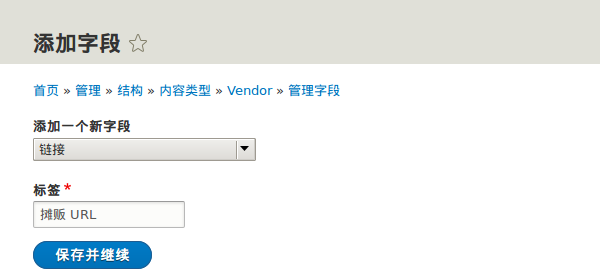 添加字段
首页 » 管理 » 结构 » 内容类型 » Vendor » 管理字段
添加一个新字段
链接
标签*
摊贩 URL
保存并继续